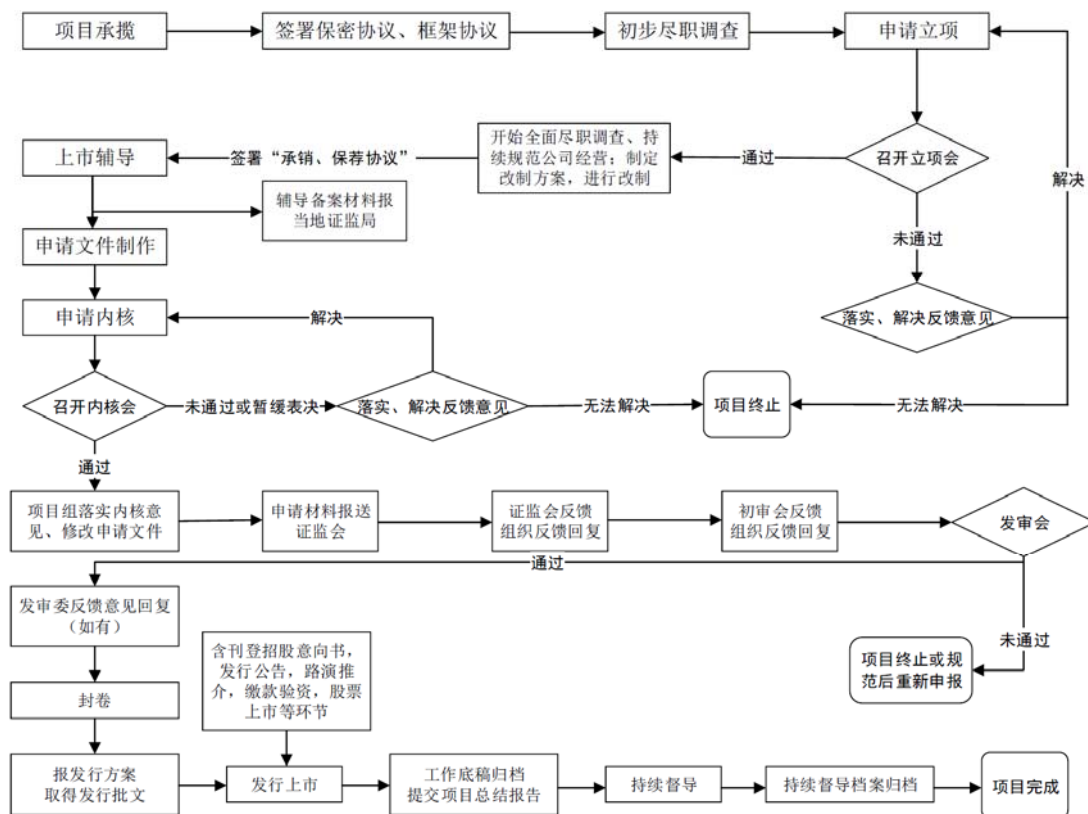 项目承揽
签署保密协议、框架协议
初步尽职调查
申请立项
召开立项会
通过
开始全面尽职调查、持
续规范公司经营；制定
改制方案，进行改制
签署“承销、保荐协议”
上市辅导
解决
辅导备案材料报
当地证监局
未通过
申请文件制作
落实、解决反馈意见
申请内核
解决
召开内核会
未通过或暂缓表决
落实、解决反馈意见
无法解决
项目终止
无法解决
通过
项目组落实内核意
见、修改申请文件
申请材料报送
证监会
证监会反馈
组织反馈回复
初审会反馈
组织反馈回复
发审会
通过
发审委反馈意见回复
（如有）
未通过
项目终止或规
范后重新申报
含刊登招股意向书，
发行公告，路演推
介，缴款验资，股票
上市等环节
封卷
报发行方案
取得发行批文
发行上市
工作底稿归档
提交项目总结报告
持续督导
持续督导档案归档
项目完成